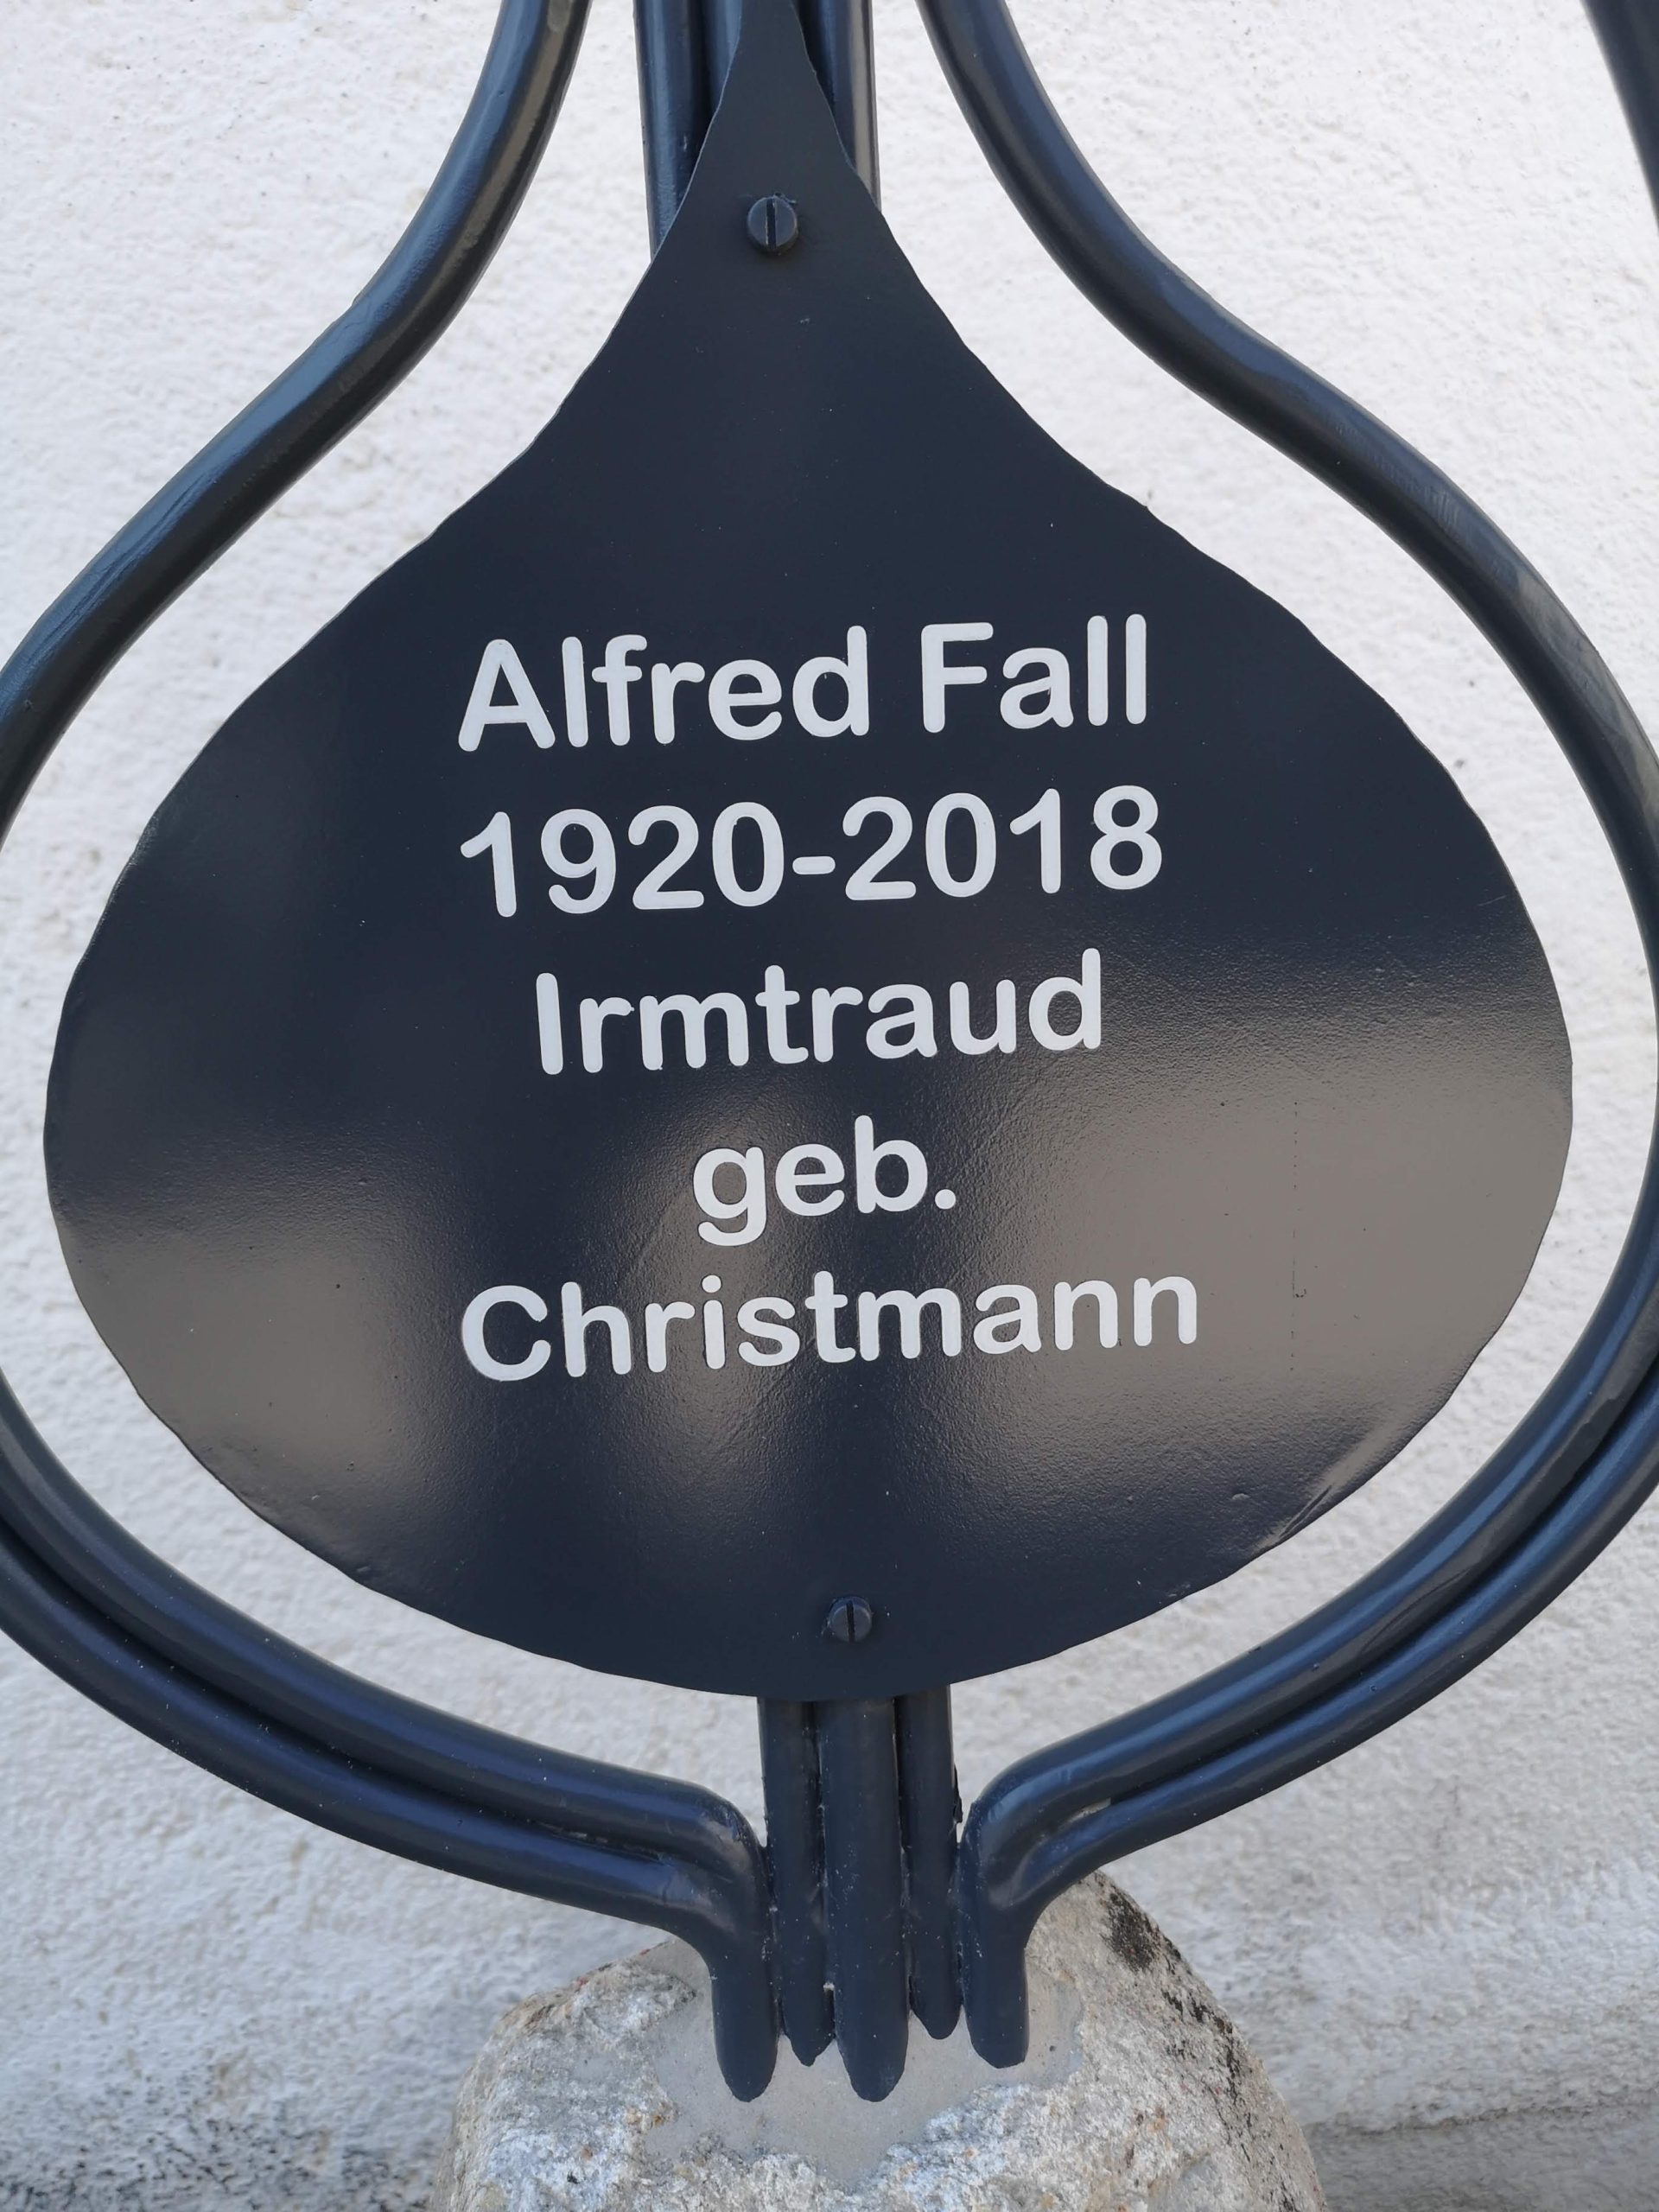 Alfred Fall
1920-2018
Irmtraud
geb.
Christmann